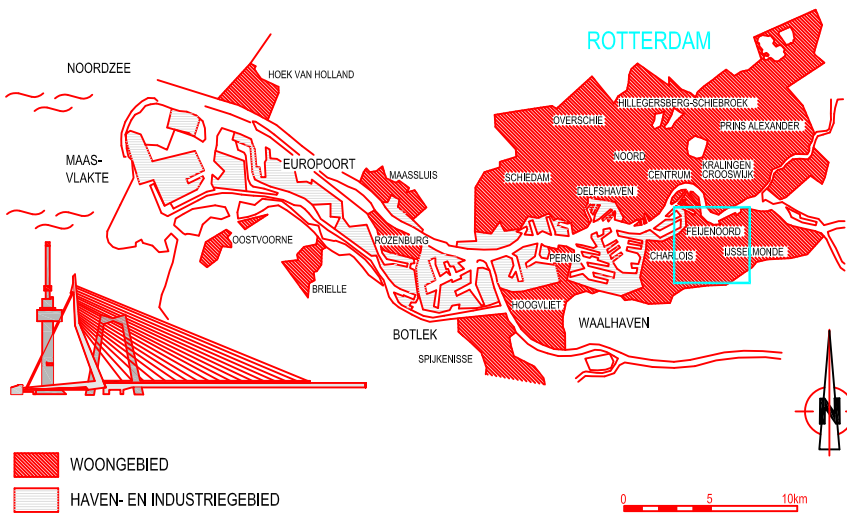 ROTTERDAM
NOORDZEE
HOEK VAN HOLLAND
HILLEGERSBERG-SCHIEBROEK
OVERSCHIE
PRINS ALEXANDER
MAAS-
VLAKTE
EUROPOORT
MAASSLUIS
NOORD
KRALINGEN
CROOSWIJK
SCHIEDAM
CENTRUM
DELFSHAVEN
OOSTVOORNE
ROZENBURG
FEIJENOORD
PERNIS
CHARLOIS
IJSSELMONDE
BRIELLE
HOOGVLIET
BOTLEK
WAALHAVEN
SPIJKENISSE
N
WOONGEBIED
HAVEN- EN INDUSTRIEGEBIED
0 5 10km